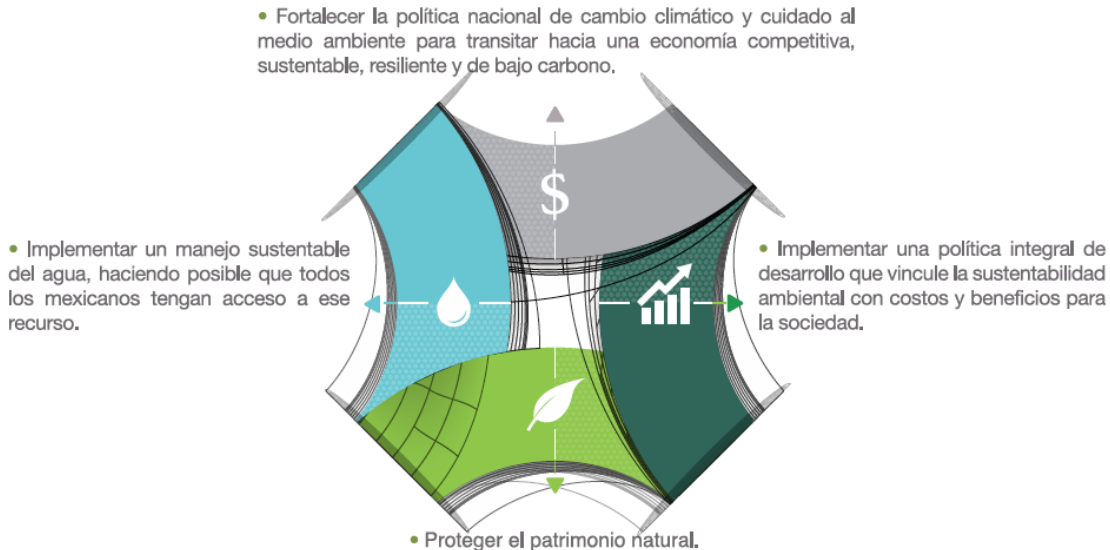 • Fortalecer la política nacional de cambio climático y cuidado al
medio ambiente para transitar hacia una economía competitiva,
sustentable, resiliente y de bajo carbono.
$
• Implementar un manejo sustentable
del agua, haciendo posible que todos
los mexicanos tengan acceso a ese
recurso.
• Implementar una política integral de
desarrollo que vincule la sustentabilidad
ambiental con costos y beneficios para
la sociedad.
• Proteger el patrimonio natural.